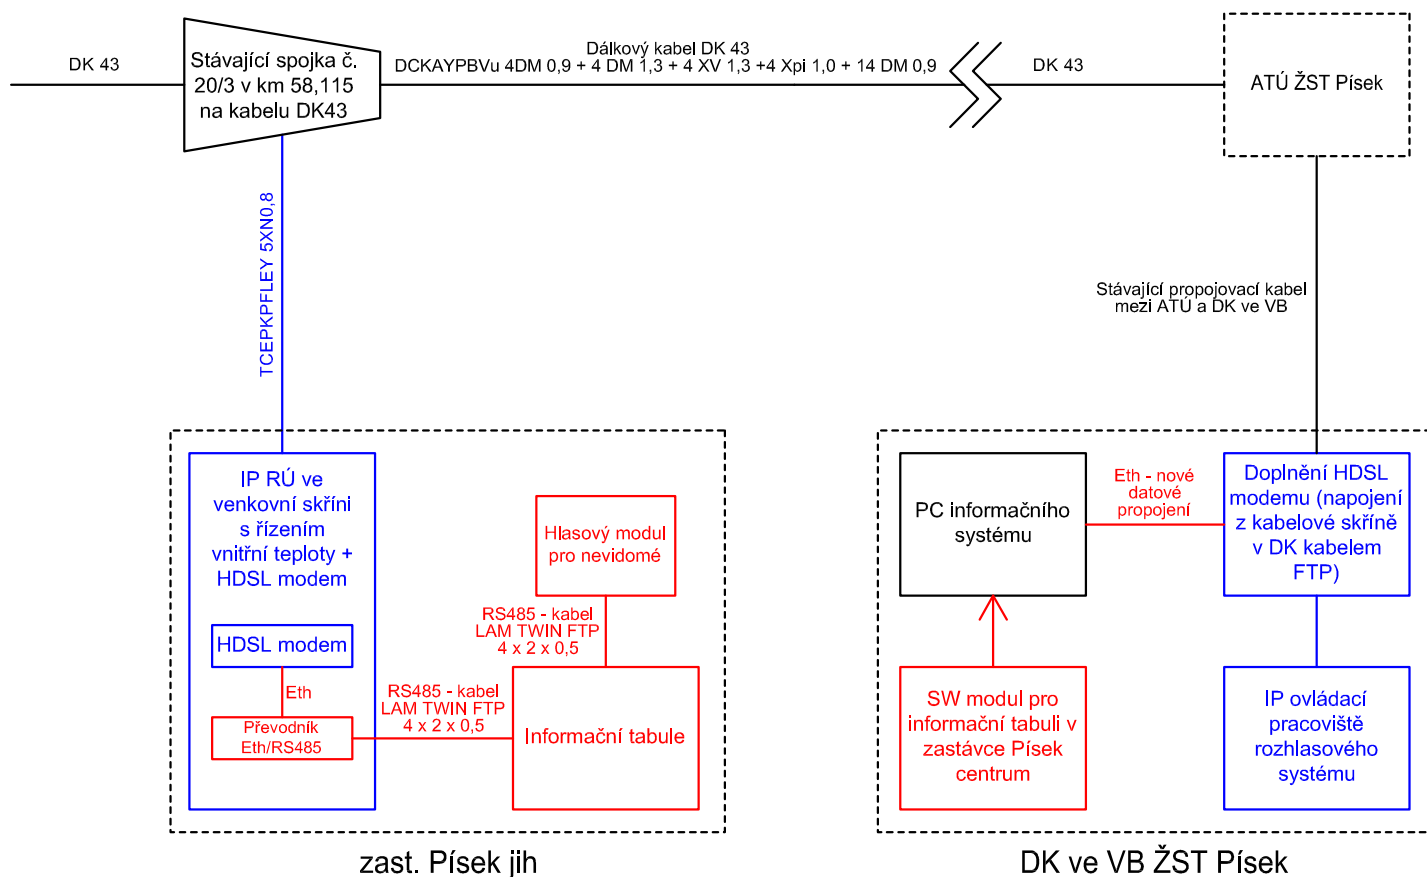 DK 43
Stávající spojka č.
20/3 v km 58,115
na kabelu DK43
Dálkový kabel DK 43
DCKAYPBVu 4DM 0,9 + 4 DM 1,3 + 4 XV 1,3 +4 Xpi 1,0 + 14 DM 0,9
DK 43
ATÚ ŽST Písek
TCEPKPFLEY 5XN0,8
Stávající propojovací kabel
mezi ATÚ a DK ve VB
IP RÚ ve
venkovní skříni
s řízením
vnitřní teploty +
HDSL modem
HDSL modem
Eth
Převodník
Eth/RS485
RS485 - kabel
LAM TWIN FTP
4 x 2 x 0,5
Hlasový modul
pro nevidomé
RS485 - kabel
LAM TWIN FTP
4 x 2 x 0,5
Informační tabule
zast. Písek jih
PC informačního
systému
Eth - nové
datové
propojení
Doplnění HDSL
modemu (napojení
z kabelové skříně
v DK kabelem
FTP)
SW modul pro
informační tabuli v
zastávce Písek
centrum
IP ovládací
pracoviště
rozhlasového
systému
DK ve VB ŽST Písek